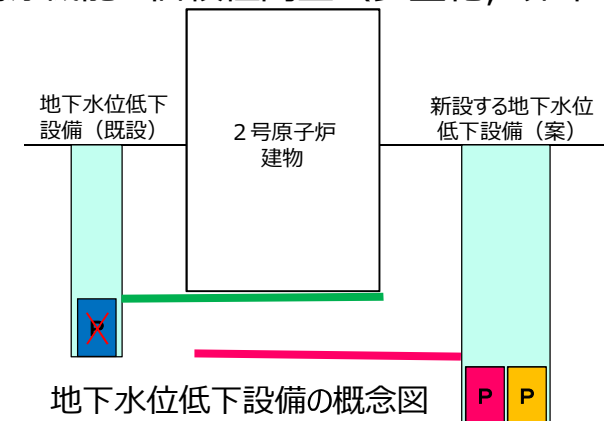 地下水位低下
設備（既設）
２号原子炉
建物
新設する地下水位
低下設備（案）
P
P
P
地下水位低下設備の概念図